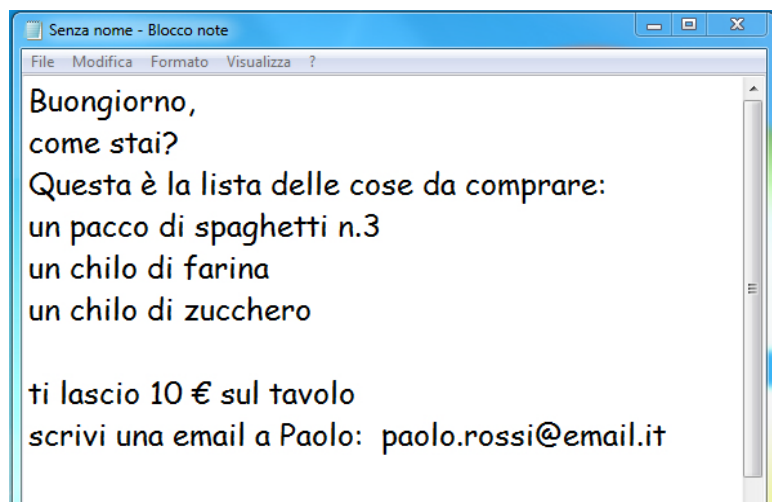 Senza nome - Blocco note
File Modifica Formato Visualizza ?
Buongiorno,
come stai?
Questa è la lista delle cose da comprare:
un pacco di spaghetti n.3
un chilo di farina
un chilo di zucchero
ti lascio 10 € sul tavolo
scrivi una email a Paolo: paolo.rossi@email.it